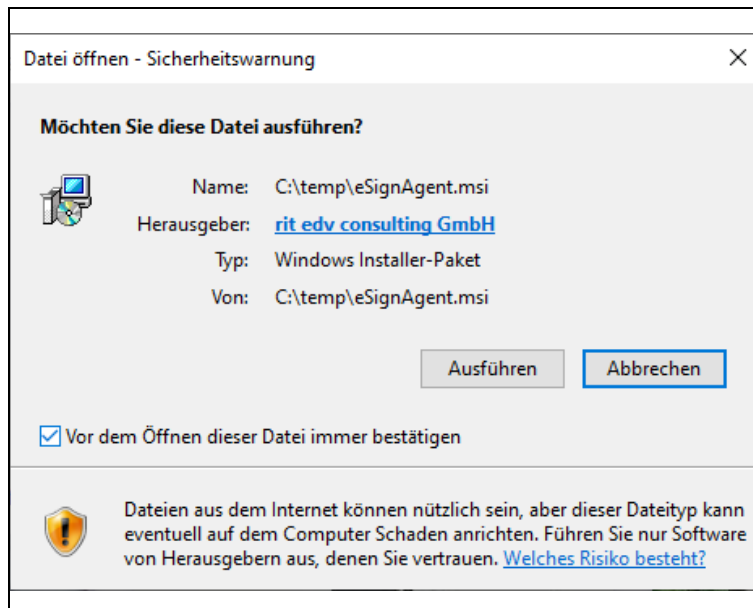 Datei öffnen - Sicherheitswarnung
Möchten Sie diese Datei ausführen?
Name: C:\temp\eSignAgent.msi
Herausgeber: rit edv consulting GmbH
Typ: Windows Installer-Paket
Von: C:\temp\eSignAgent.msi
Ausführen Abbrechen
Vor dem Öffnen dieser Datei immer bestätigen
Dateien aus dem Internet können nützlich sein, aber dieser Dateityp kann
eventuell auf dem Computer Schaden anrichten. Führen Sie nur Software
von Herausgebern aus, denen Sie vertrauen. Welches Risiko besteht?